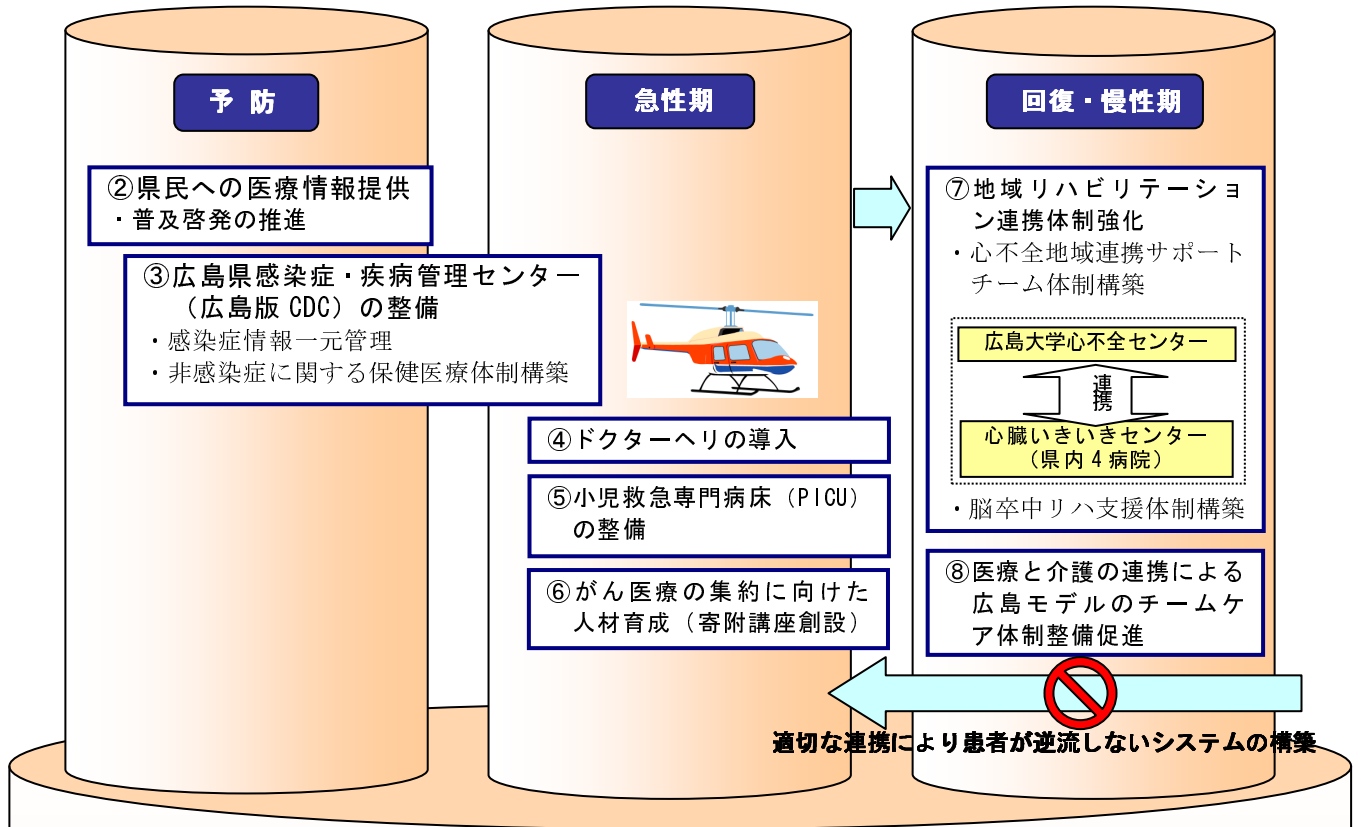 予 防
②県民への医療情報提供
・普及啓発の推進
③広島県感染症・疾病管理センター
（広島版 CDC）の整備
・感染症情報一元管理
・非感染症に関する保健医療体制構築
急性期
④ドクターヘリの導入
⑤小児救急専門病床（PICU）
の整備
⑥がん医療の集約に向けた
人材育成（寄附講座創設）
回復・慢性期
⑦地域リハビリテーショ
ン連携体制強化
・心不全地域連携サポート
チーム体制構築
広島大学心不全センター
連携
心臓いきいきセンター
（県内４病院）
・脳卒中リハ支援体制構築
⑧医療と介護の連携による
広島モデルのチームケ
ア体制整備促進
適切な連携により患者が逆流しないシステムの構築